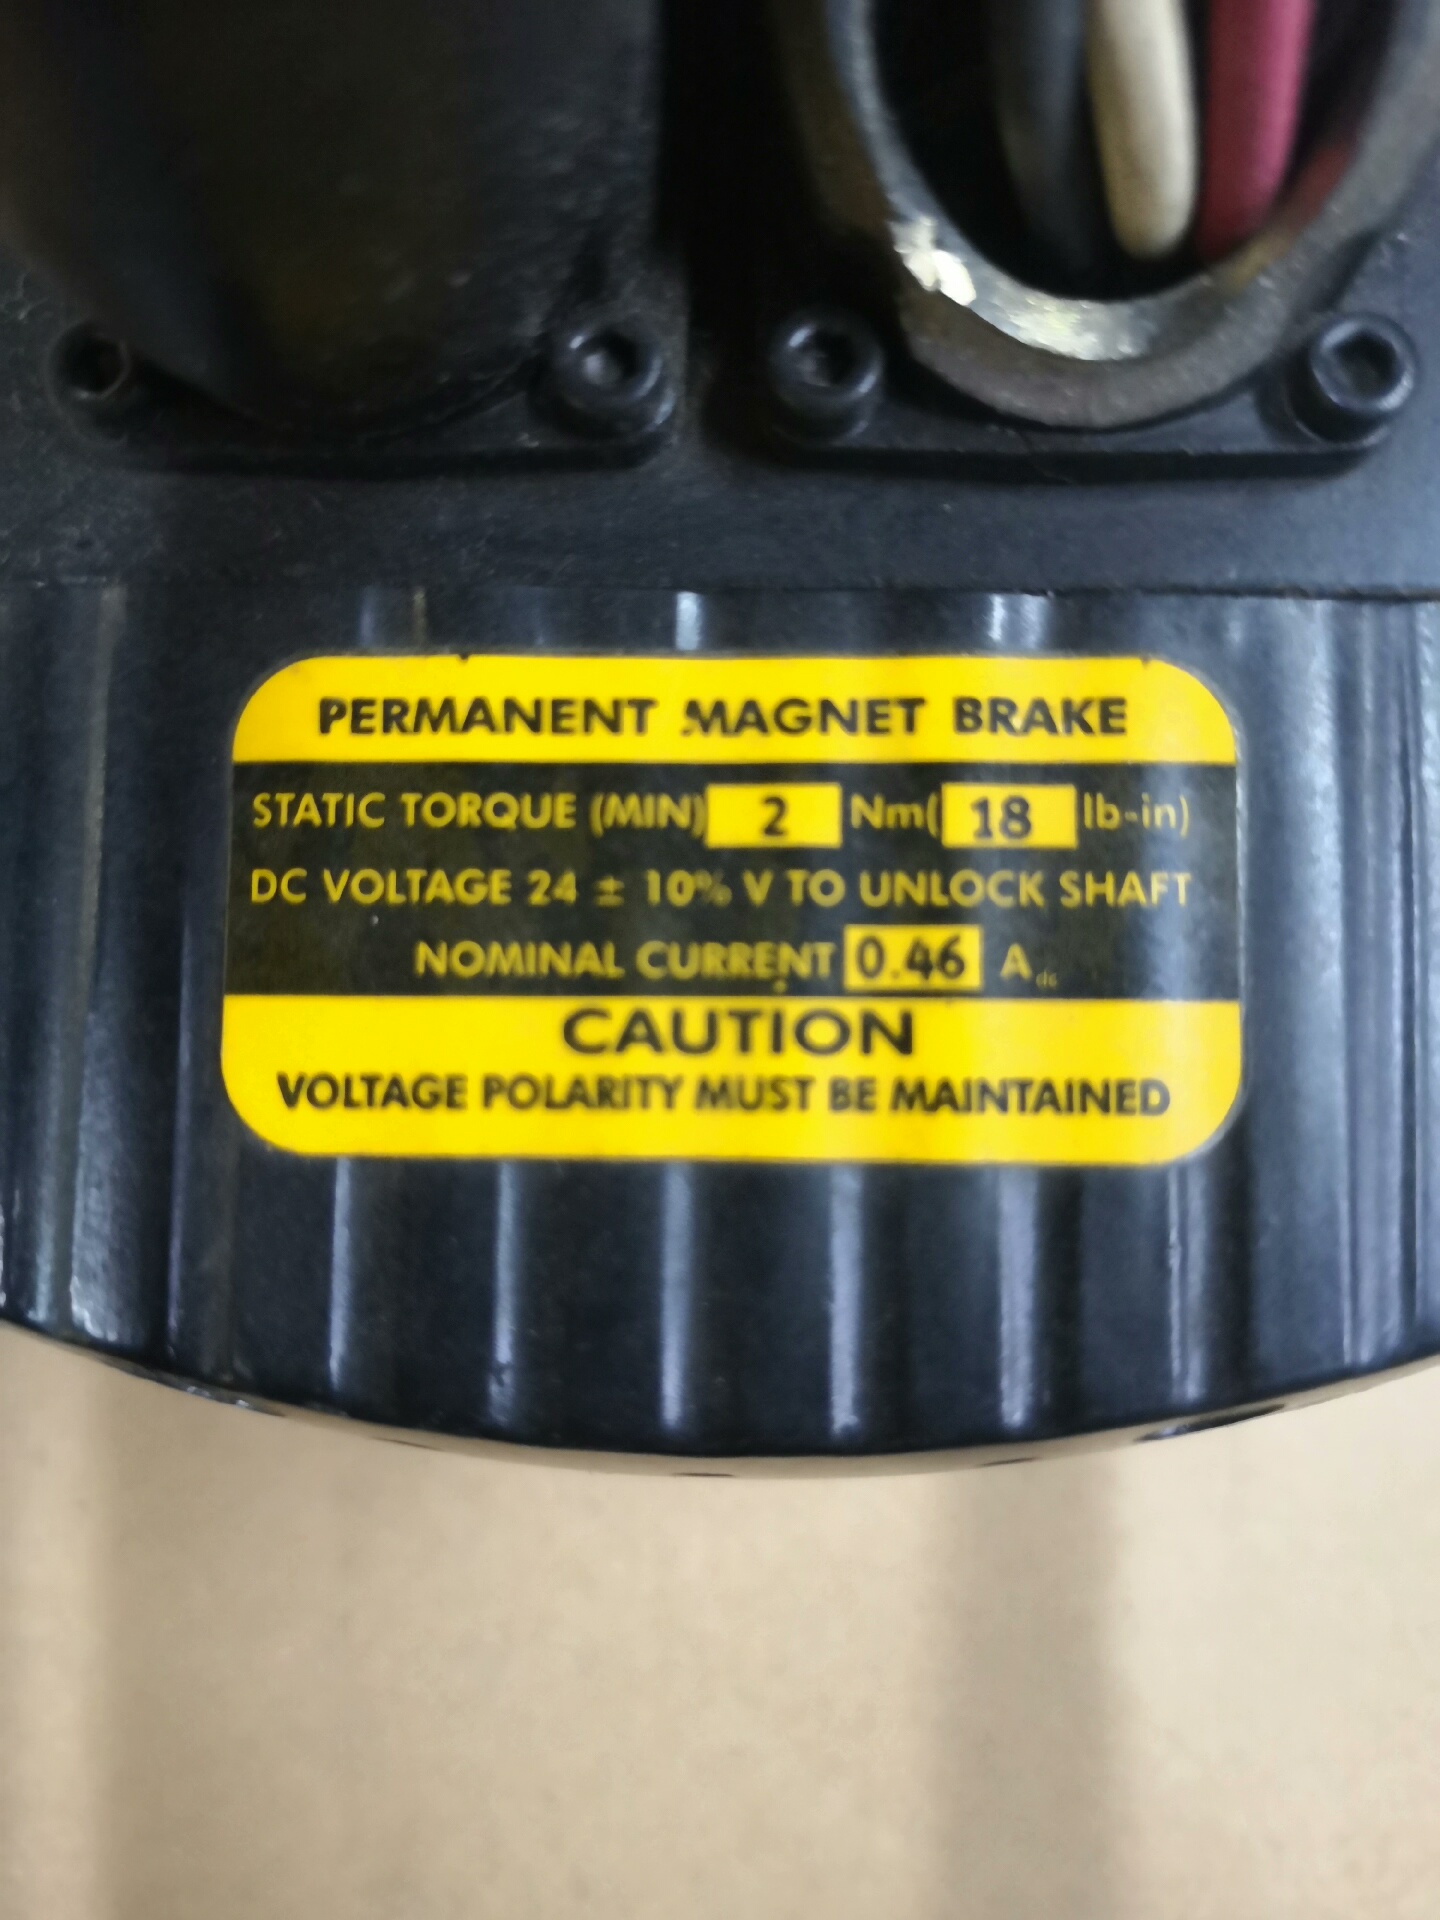 PERMANENT MAGNET BRAKE
STATIC TORQUE (MIN) 2 Nm( 18 lb-in)
DC VOLTAGE 24 ± 10% V TO UNLOCK SHAFT
NOMINAL CURRENT 0.46 A dc
CAUTION
VOLTAGE POLARITY MUST BE MAINTAINED